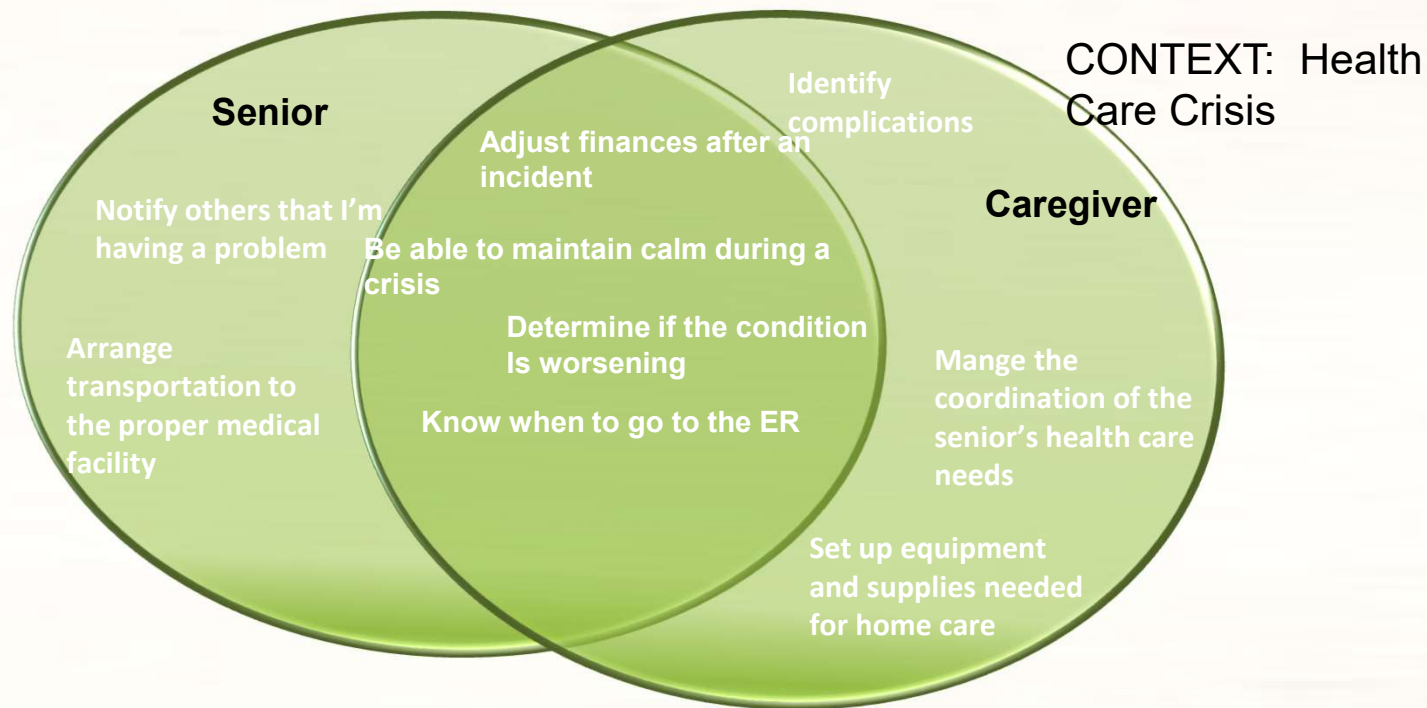 CONTEXT: Health
Care Crisis
Senior
Notify others that I'm
having a problem
Arrange
transportation to
the proper medical
facility
Adjust finances after an
incident
Be able to maintain calm during a
crisis
Determine if the condition
Is worsening
Know when to go to the ER
Identify
complications
Caregiver
Mange the
coordination of the
senior's health care
needs
Set up equipment
and supplies needed
for home care